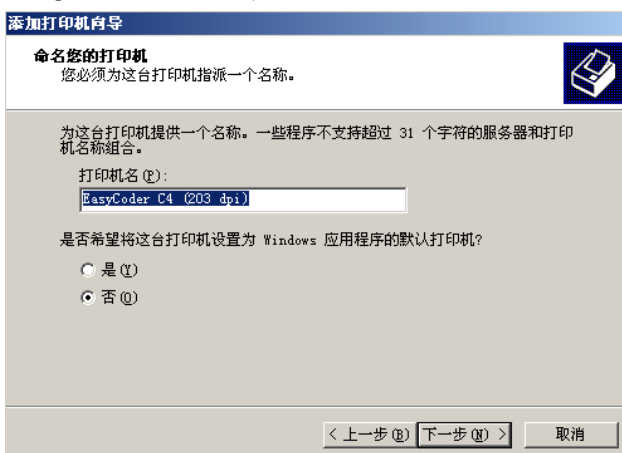 添加打印机向导
命名您的打印机
您必须为这台打印机指派一个名称。
为这台打印机提供一个名称。一些程序不支持超过 31 个字符的服务器和打印
机名称组合。
打印机名(P):
EasyCoder C4 (203 dpi)
是否希望将这台打印机设置为 Windows 应用程序的默认打印机?
是(Y)
否(O)
< 上一步(B) 下一步(N) > 取消